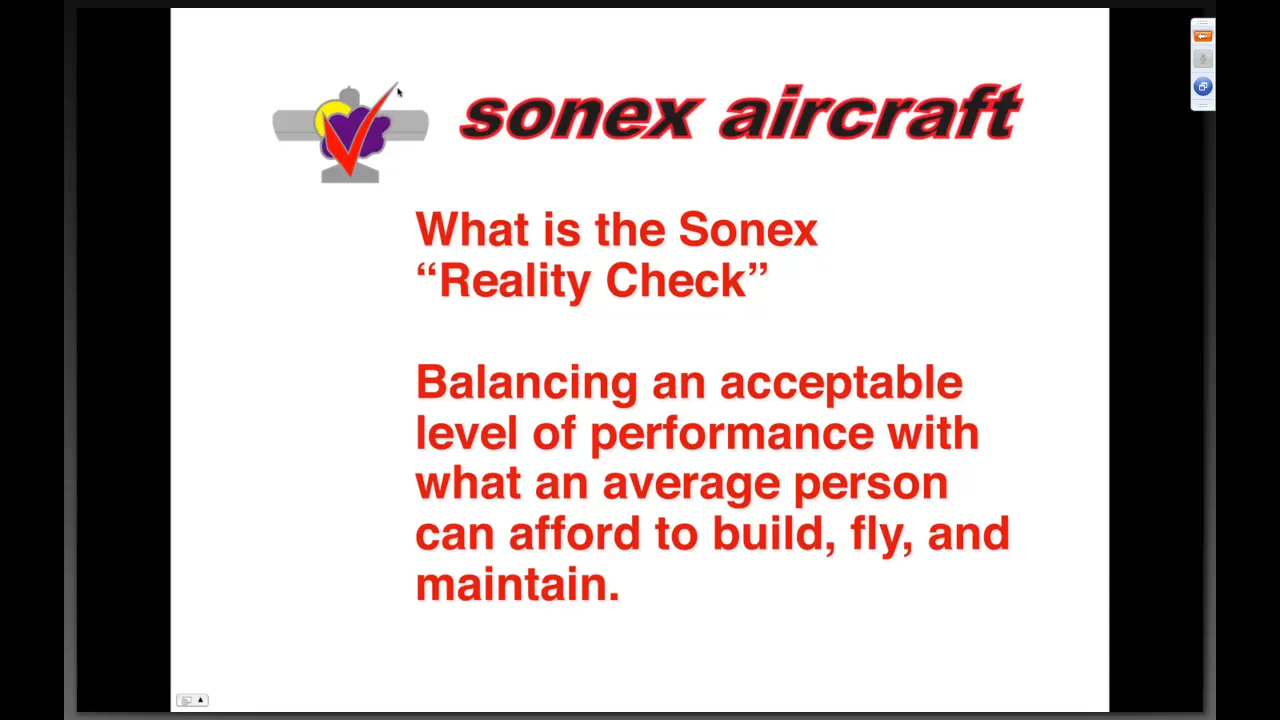 sonex aircraft
What is the Sonex
“Reality Check”
Balancing an acceptable
level of performance with
what an average person
can afford to build, fly, and
maintain.